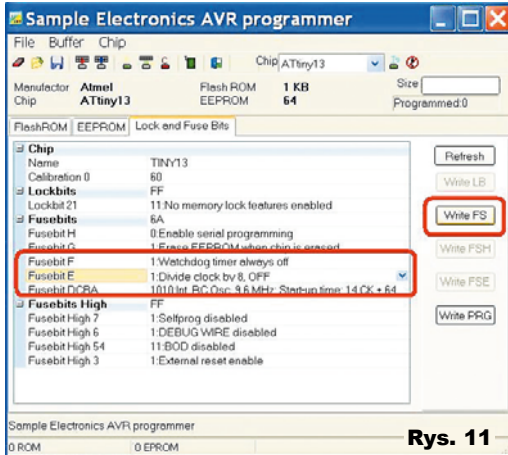 Sample Electronics AVR programmer
File Buffer Chip
Chip ATtiny13
Manufactor Atmel Flash ROM 1 KB Size
Chip ATtiny13 EEPROM 64 Programmed:0
FlashROM EEPROM Lock and Fuse Bits
Chip
Name TINY13
Calibration 0 60
Lockbits FF
Lockbit 21 11:No memory lock features enabled
Fusebits 6A
Fusebit H 0:Enable serial programming
Fusebit G 1:Erase EEPROM when chip is erased
Fusebit F 1:Watchdog timer always off
Fusebit E 1:Divide clock by 8, OFF
Fusebit DCBA 1010:Int. RC Osc. 9.6 MHz; Start-up time: 14 CK + 64
Fusebits High FF
Fusebit High 7 1:Selfprog disabled
Fusebit High 6 1:DEBUG WIRE disabled
Fusebit High 54 11:BOD disabled
Fusebit High 3 1:External reset enable
Refresh
Write LB
Write FS
Write FSH
Write FSE
Write PRG
Sample Electronics AVR programmer
0 ROM 0 EPROM
Rys. 11